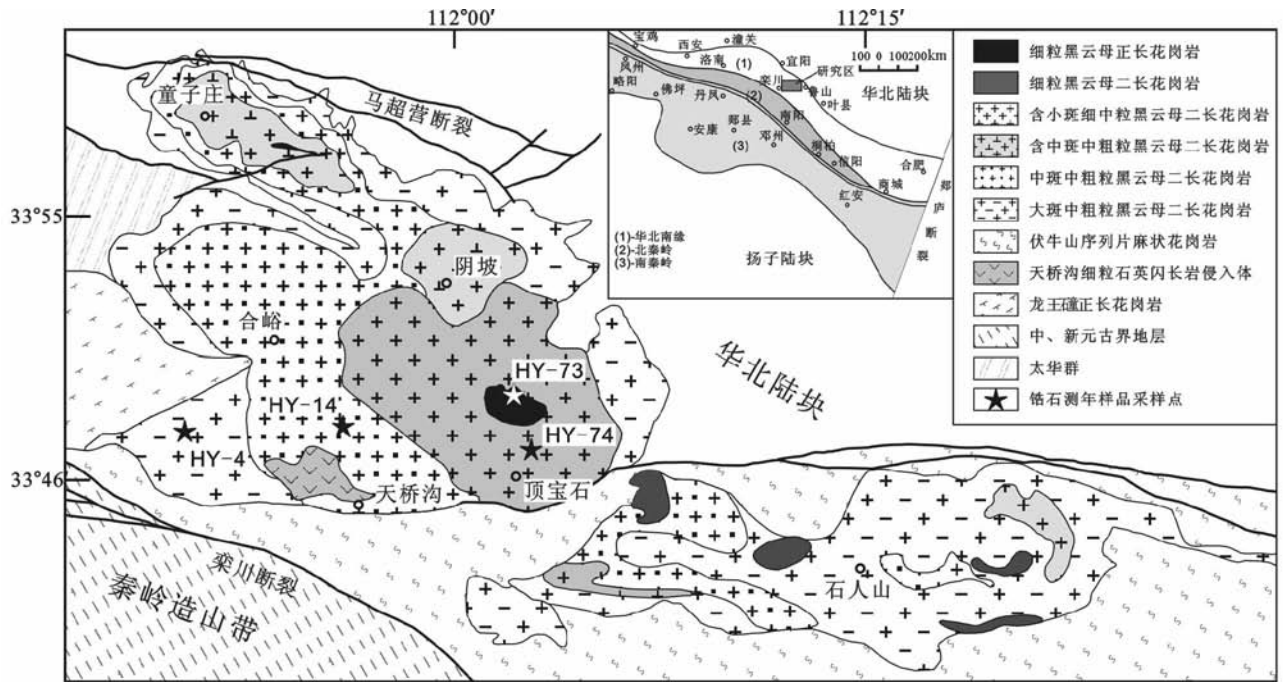 112°00′
112°15′
33°55
33°46
童子庄
马超营断裂
阴坡
合峪
HY-73
HY-14
HY-74
HY-4
天桥沟
顶宝石
华北陆块
石人山
栾川断裂
秦岭造山带
宝鸡
西安
潼关
100 0 100200km
凤州
洛南
(1)
宜阳
研究区
略阳
佛坪
丹凤
(2)
栾川
鲁山
华北陆块
叶县
安康
郧县
南阳
(3)
邓州
桐柏
信阳
合肥
商城
红安
郯庐断裂
(1)-华北南缘
(2)-北秦岭
(3)-南秦岭
扬子陆块
细粒黑云母正长花岗岩
细粒黑云母二长花岗岩
含小斑细中粒黑云母二长花岗岩
含中斑中粗粒黑云母二长花岗岩
中斑中粗粒黑云母二长花岗岩
大斑中粗粒黑云母二长花岗岩
伏牛山序列片麻状花岗岩
天桥沟细粒石英闪长岩侵入体
龙王䃥正长花岗岩
中、新元古界地层
太华群
锆石测年样品采样点